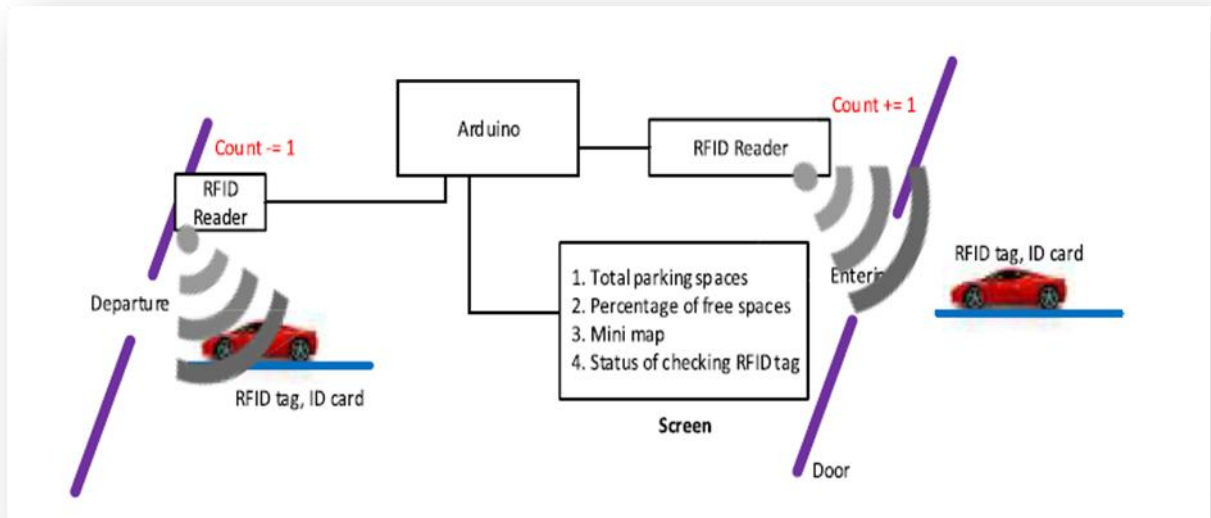 Count -= 1
RFID
Reader
Departure
RFID tag, ID card
Arduino
RFID Reader
Count += 1
1. Total parking spaces
2. Percentage of free spaces
3. Mini map
4. Status of checking RFID tag
Screen
RFID tag, ID card
Door